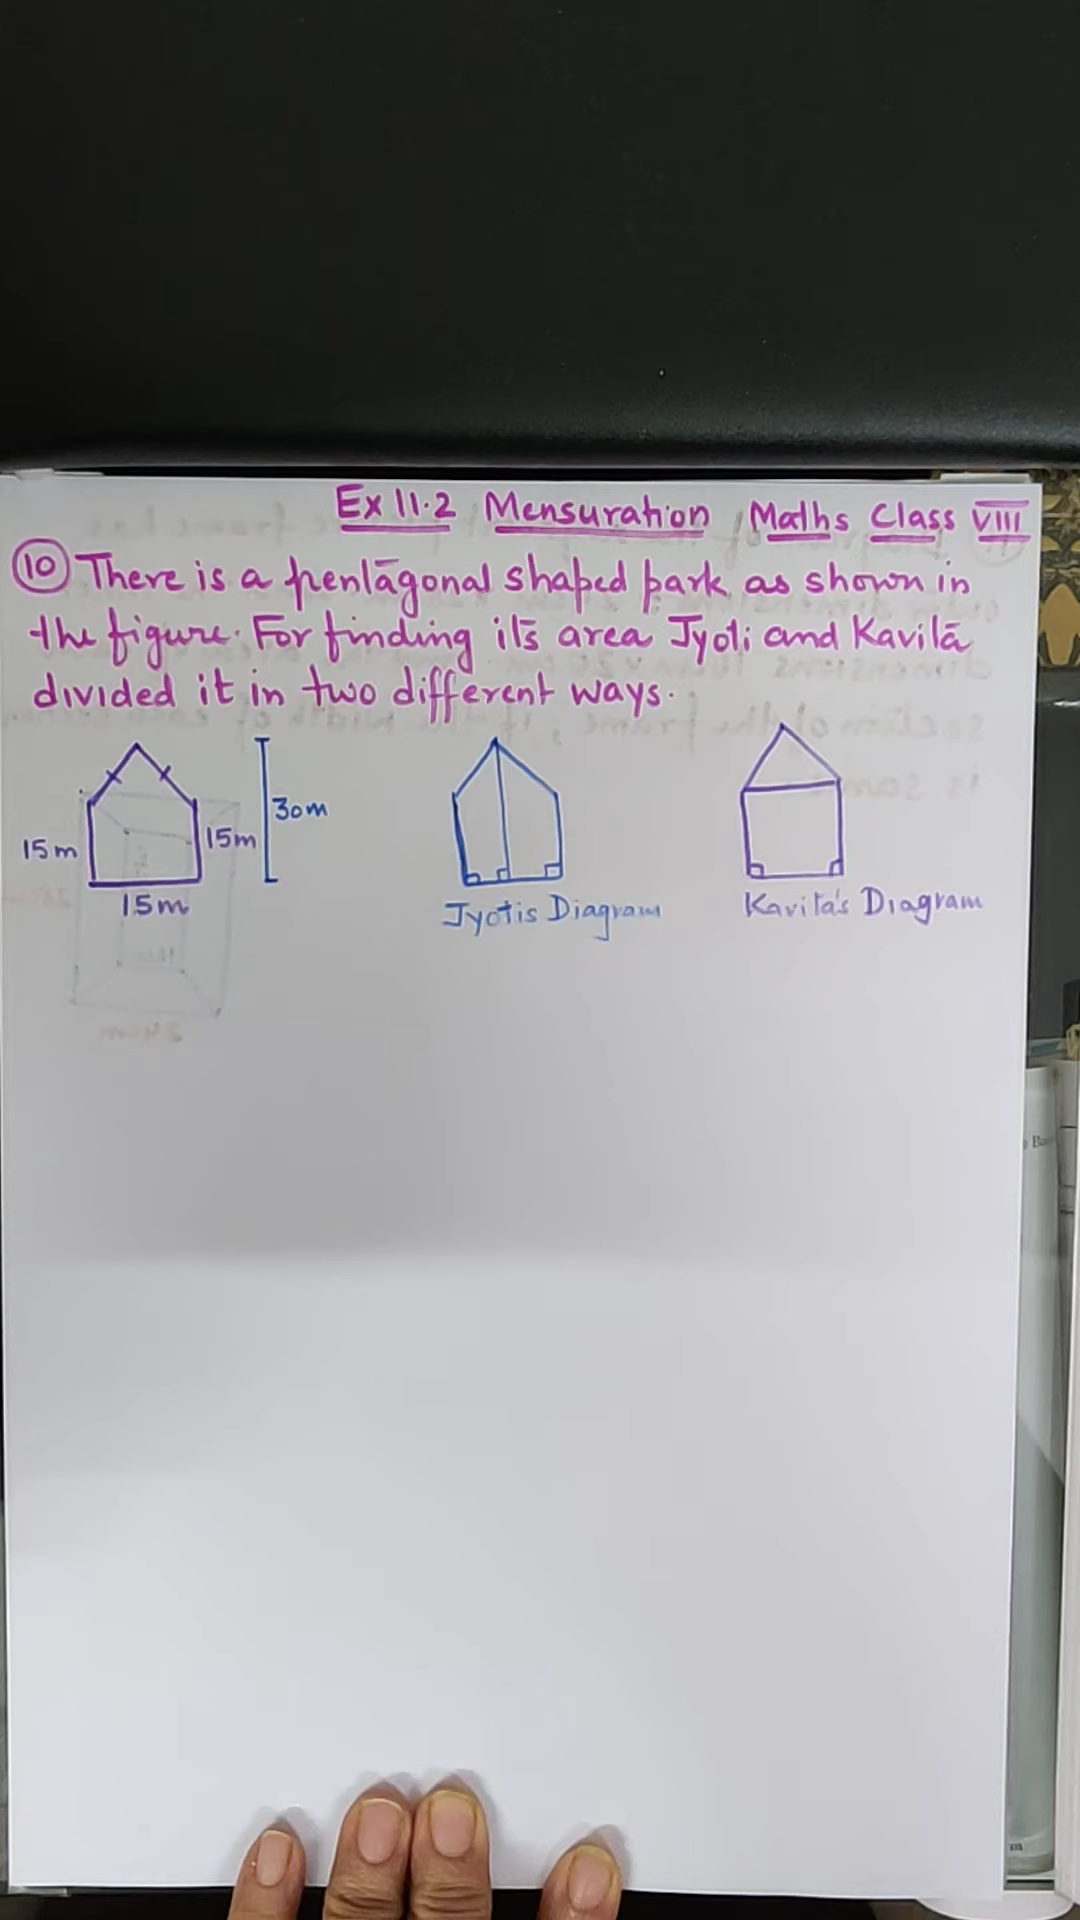 Ex 11.2 Mensuration Maths Class VIII
10 There is a pentagonal shaped park as shown in
the figure. For finding its area Jyoti and Kavita
divided it in two different ways.
30m
15m 15m
15m
Jyotis Diagram Kavita's Diagram